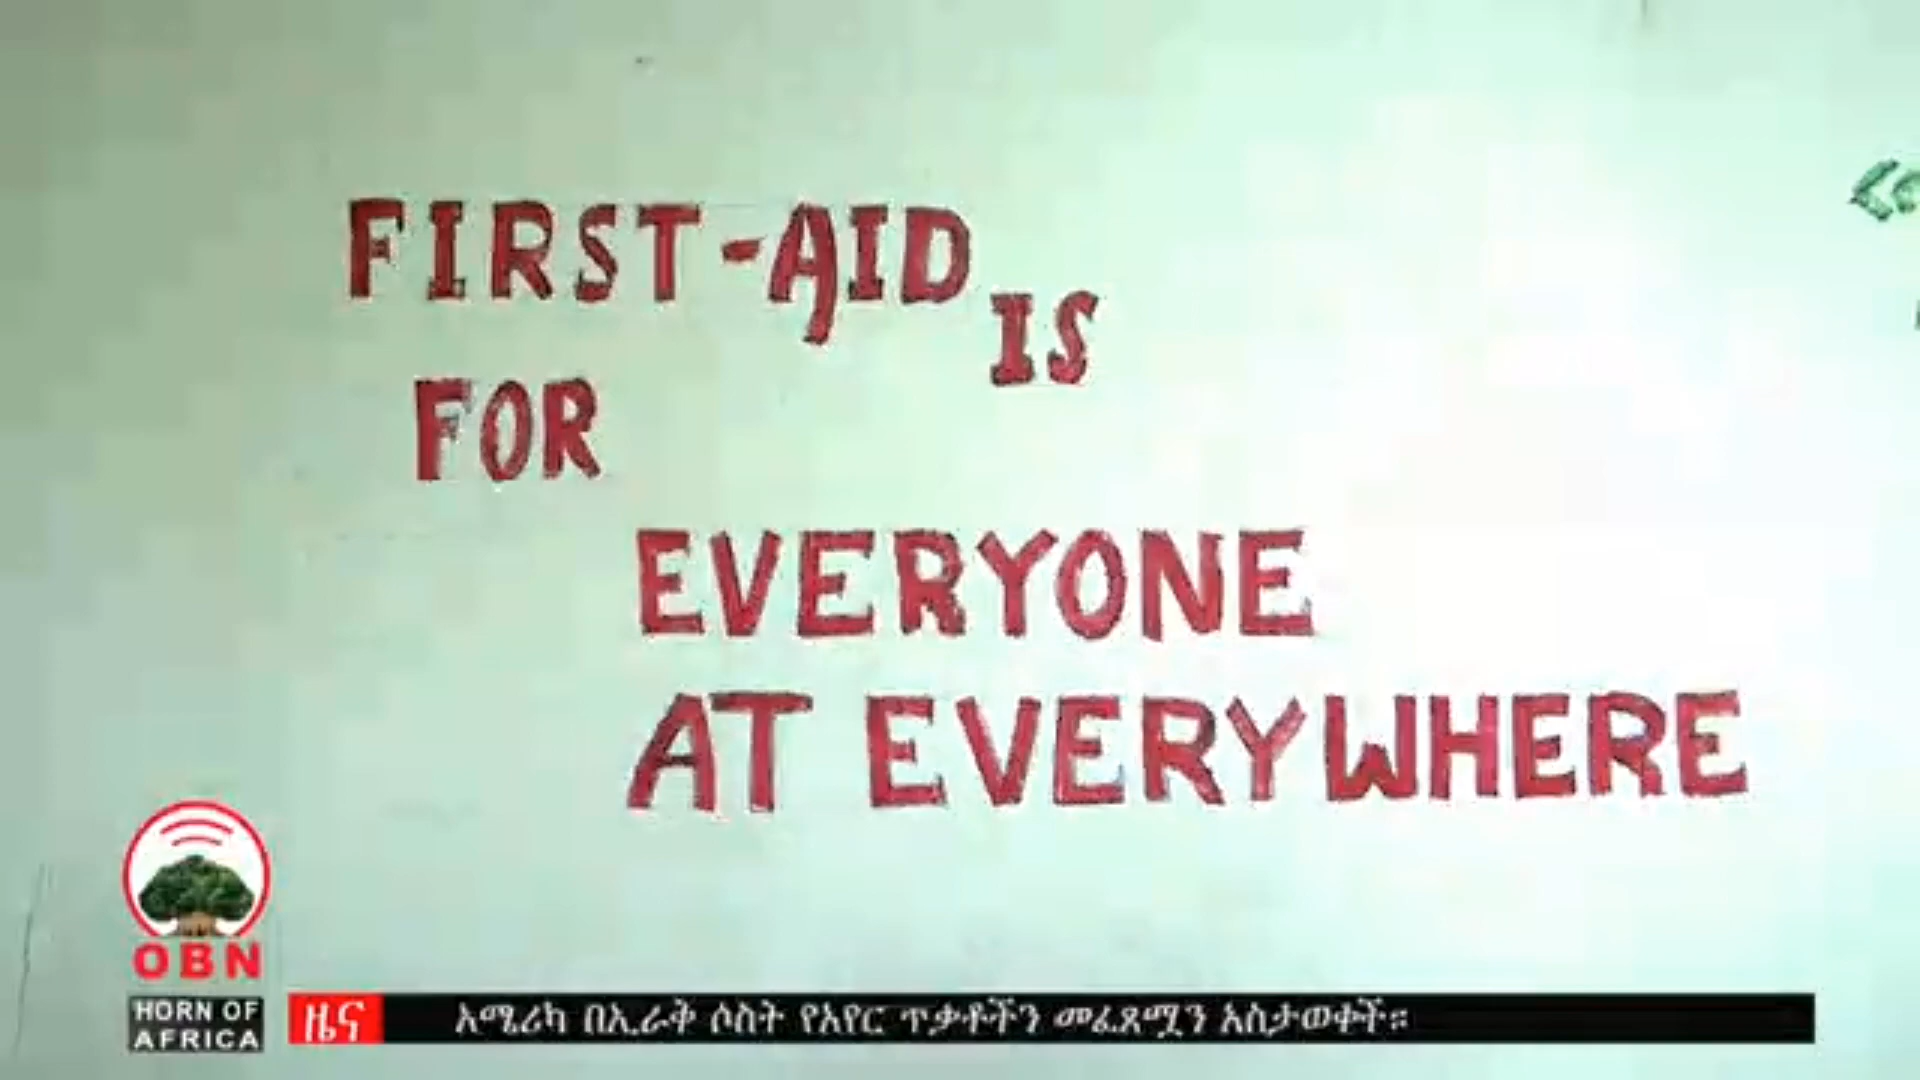 FIRST-AID IS
FOR
EVERYONE
AT EVERYWHERE
OBN
HORN OF
AFRICA
ዜና
አሜሪካ በኢራቅ ሶስት የአየር ጥቃቶችን መፈጸሟን አስታወቀች።